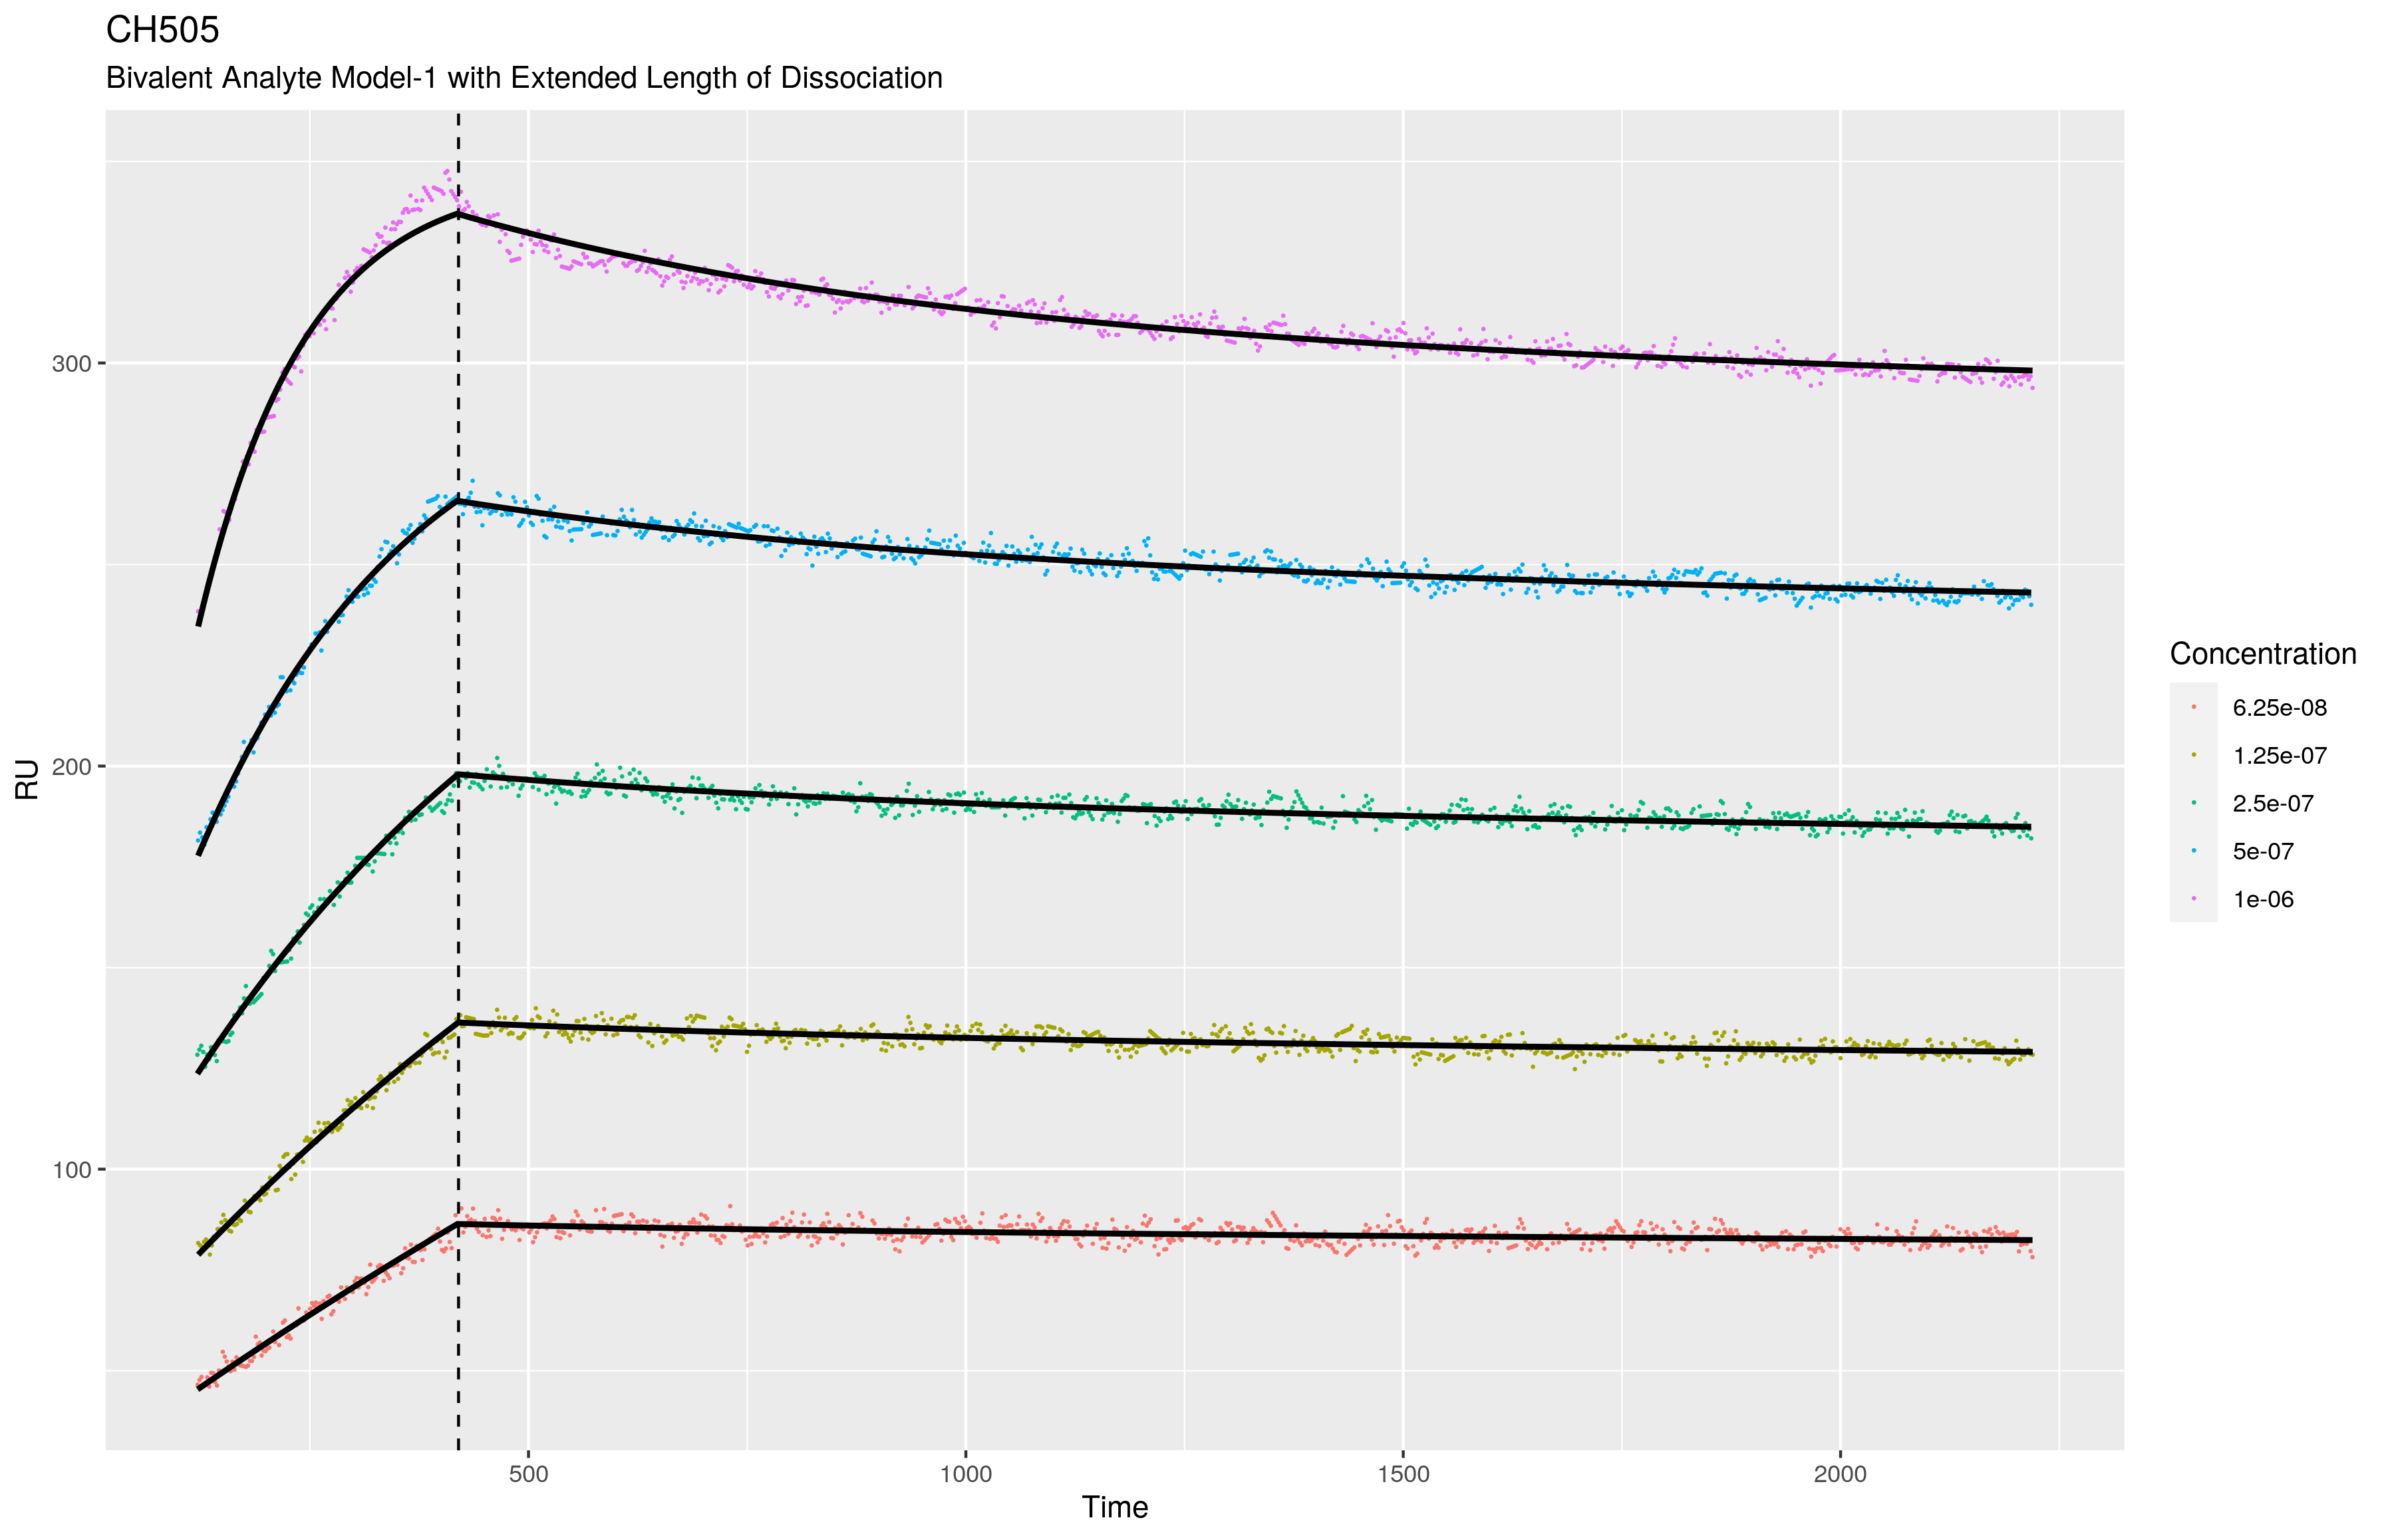 CH505
Bivalent Analyte Model-1 with Extended Length of Dissociation
300
200
100
RU
500
1000
1500
2000
Time
Concentration
6.25e-08
1.25e-07
2.5e-07
5e-07
1e-06